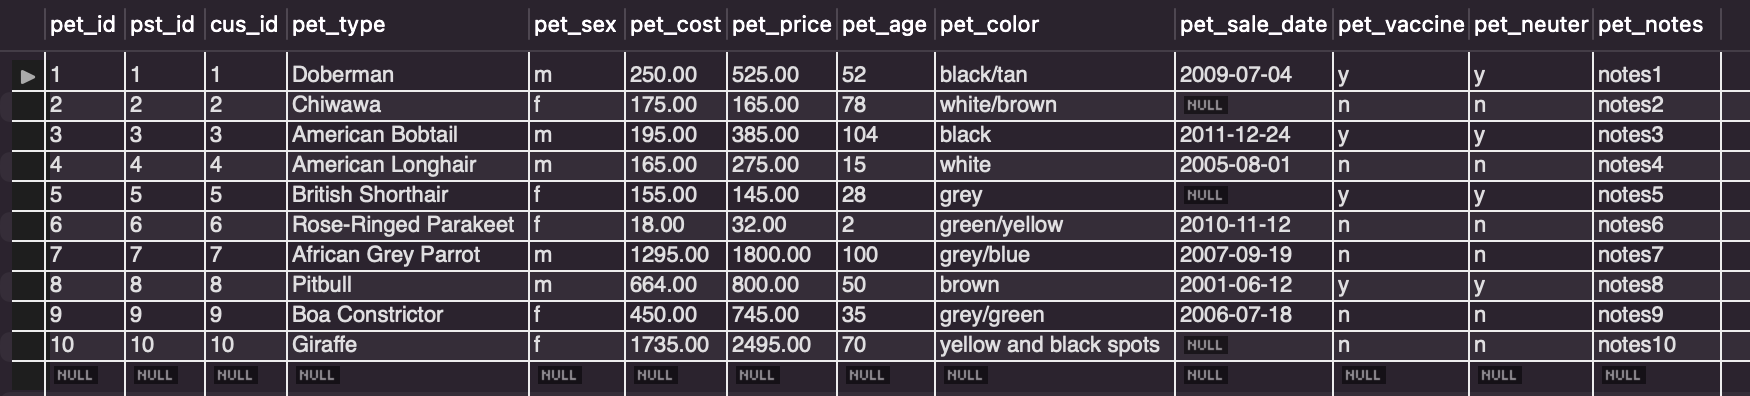 pet_id pst_id cus_id pet_type pet_sex pet_cost pet_price pet_age pet_color pet_sale_date pet_vaccine pet_neuter pet_notes
1 1 1 Doberman m 250.00 525.00 52 black/tan 2009-07-04 y y notes1
2 2 2 Chiwawa f 175.00 165.00 78 white/brown NULL n n notes2
3 3 3 American Bobtail m 195.00 385.00 104 black 2011-12-24 y y notes3
4 4 4 American Longhair m 165.00 275.00 15 white 2005-08-01 n n notes4
5 5 5 British Shorthair f 155.00 145.00 28 grey NULL y y notes5
6 6 6 Rose-Ringed Parakeet f 18.00 32.00 2 green/yellow 2010-11-12 n n notes6
7 7 7 African Grey Parrot m 1295.00 1800.00 100 grey/blue 2007-09-19 n n notes7
8 8 8 Pitbull m 664.00 800.00 50 brown 2001-06-12 y y notes8
9 9 9 Boa Constrictor f 450.00 745.00 35 grey/green 2006-07-18 n n notes9
10 10 10 Giraffe f 1735.00 2495.00 70 yellow and black spots NULL n n notes10
NULL NULL NULL NULL NULL NULL NULL NULL NULL NULL NULL NULL NULL